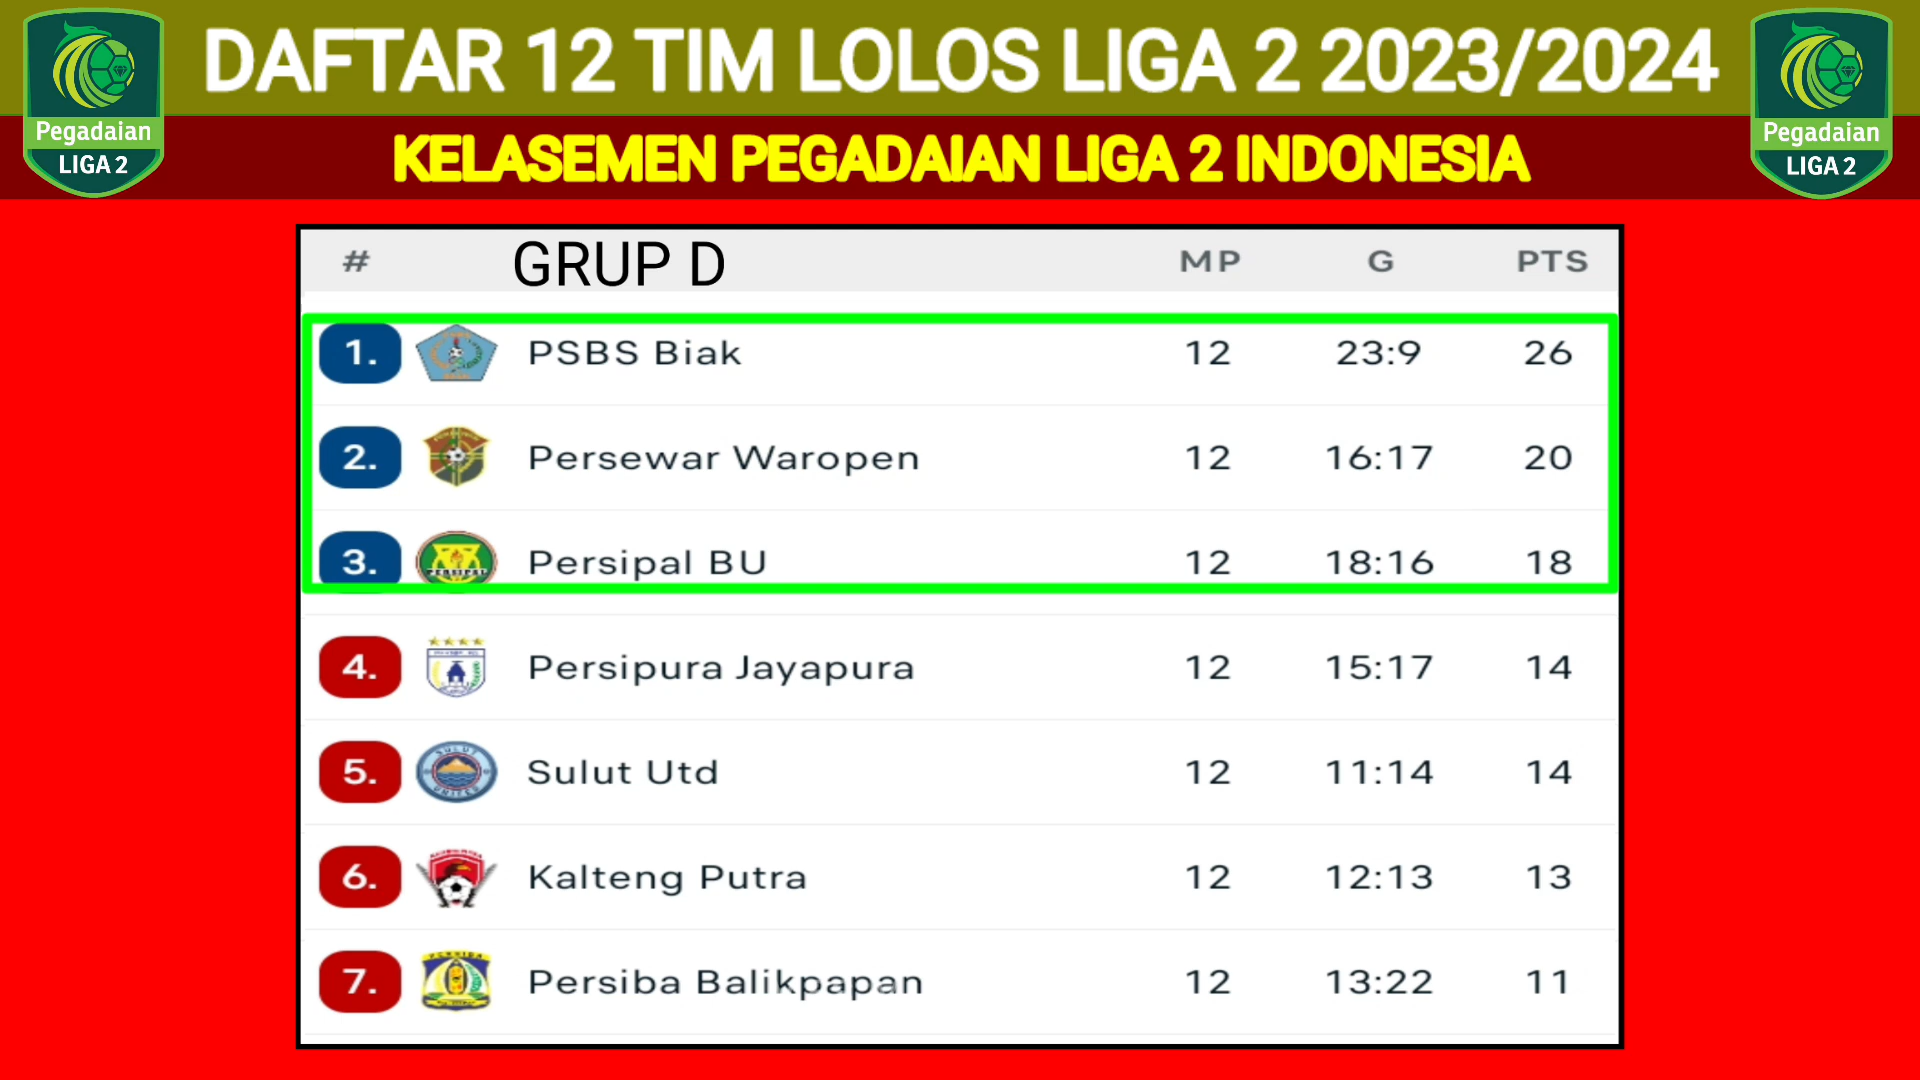 DAFTAR 12 TIM LOLOS LIGA 2 2023/2024
Pegadaian
LIGA 2
KELASEMEN PEGADAIAN LIGA 2 INDONESIA
Pegadaian
LIGA 2
# GRUP D MP G PTS
1. PSBS Biak 12 23:9 26
2. Persewar Waropen 12 16:17 20
3. Persipal BU 12 18:16 18
4. Persipura Jayapura 12 15:17 14
5. Sulut Utd 12 11:14 14
6. Kalteng Putra 12 12:13 13
7. Persiba Balikpapan 12 13:22 11